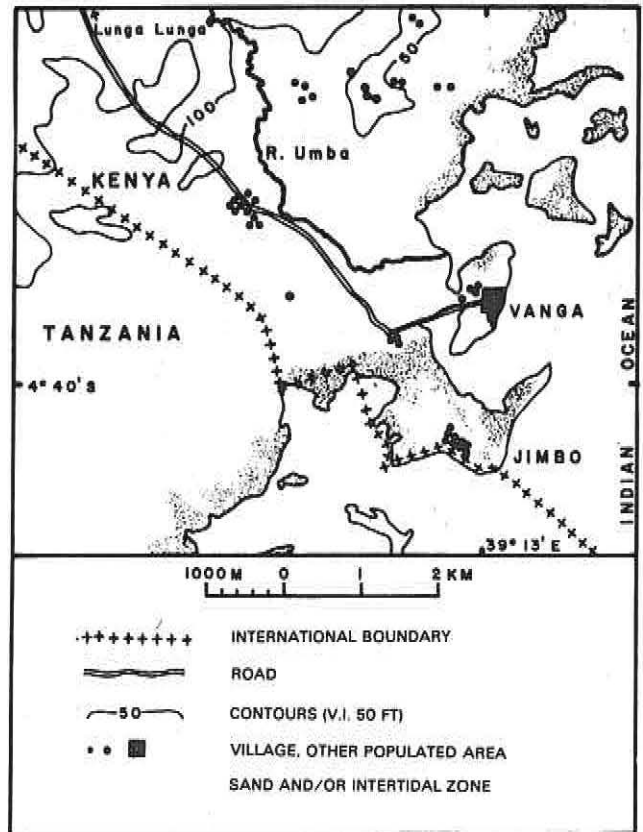 Lunga Lunga
50
100
R. Umba
KENYA
VANGA
TANZANIA
INDIAN OCEAN
4° 40' S
JIMBO
39° 13' E
1000 M 0 1 2 KM
INTERNATIONAL BOUNDARY
ROAD
50 CONTOURS (V.I. 50 FT)
VILLAGE, OTHER POPULATED AREA
SAND AND/OR INTERTIDAL ZONE